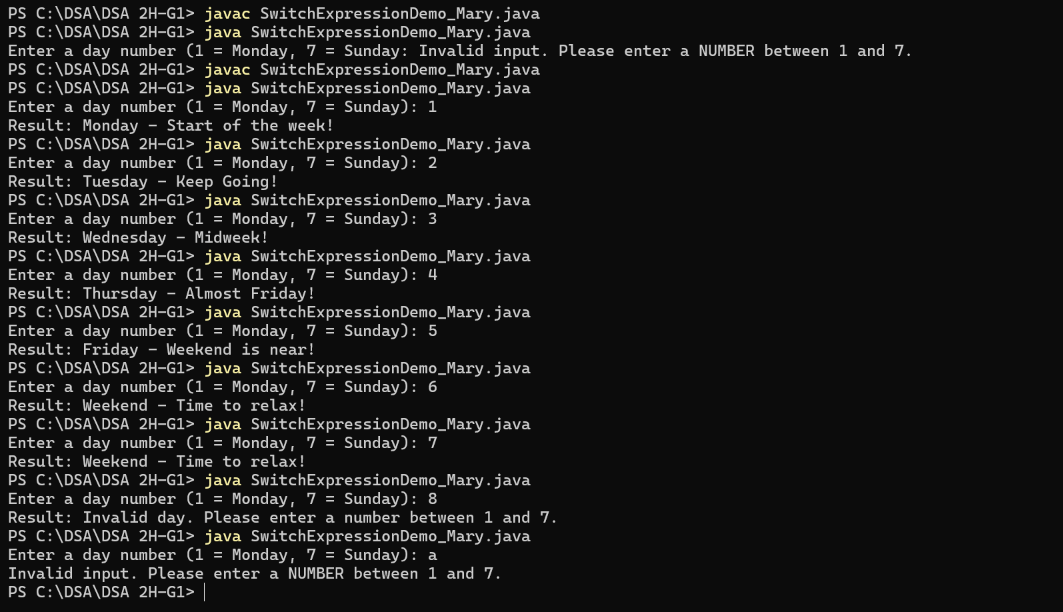 PS C:\DSA\DSA 2H-G1> javac SwitchExpressionDemo_Mary.java
PS C:\DSA\DSA 2H-G1> java SwitchExpressionDemo_Mary.java
Enter a day number (1 = Monday, 7 = Sunday: Invalid input. Please enter a NUMBER between 1 and 7.
PS C:\DSA\DSA 2H-G1> javac SwitchExpressionDemo_Mary.java
PS C:\DSA\DSA 2H-G1> java SwitchExpressionDemo_Mary.java
Enter a day number (1 = Monday, 7 = Sunday): 1
Result: Monday - Start of the week!
PS C:\DSA\DSA 2H-G1> java SwitchExpressionDemo_Mary.java
Enter a day number (1 = Monday, 7 = Sunday): 2
Result: Tuesday - Keep Going!
PS C:\DSA\DSA 2H-G1> java SwitchExpressionDemo_Mary.java
Enter a day number (1 = Monday, 7 = Sunday): 3
Result: Wednesday - Midweek!
PS C:\DSA\DSA 2H-G1> java SwitchExpressionDemo_Mary.java
Enter a day number (1 = Monday, 7 = Sunday): 4
Result: Thursday - Almost Friday!
PS C:\DSA\DSA 2H-G1> java SwitchExpressionDemo_Mary.java
Enter a day number (1 = Monday, 7 = Sunday): 5
Result: Friday - Weekend is near!
PS C:\DSA\DSA 2H-G1> java SwitchExpressionDemo_Mary.java
Enter a day number (1 = Monday, 7 = Sunday): 6
Result: Weekend - Time to relax!
PS C:\DSA\DSA 2H-G1> java SwitchExpressionDemo_Mary.java
Enter a day number (1 = Monday, 7 = Sunday): 7
Result: Weekend - Time to relax!
PS C:\DSA\DSA 2H-G1> java SwitchExpressionDemo_Mary.java
Enter a day number (1 = Monday, 7 = Sunday): 8
Result: Invalid day. Please enter a number between 1 and 7.
PS C:\DSA\DSA 2H-G1> java SwitchExpressionDemo_Mary.java
Enter a day number (1 = Monday, 7 = Sunday): a
Invalid input. Please enter a NUMBER between 1 and 7.
PS C:\DSA\DSA 2H-G1>